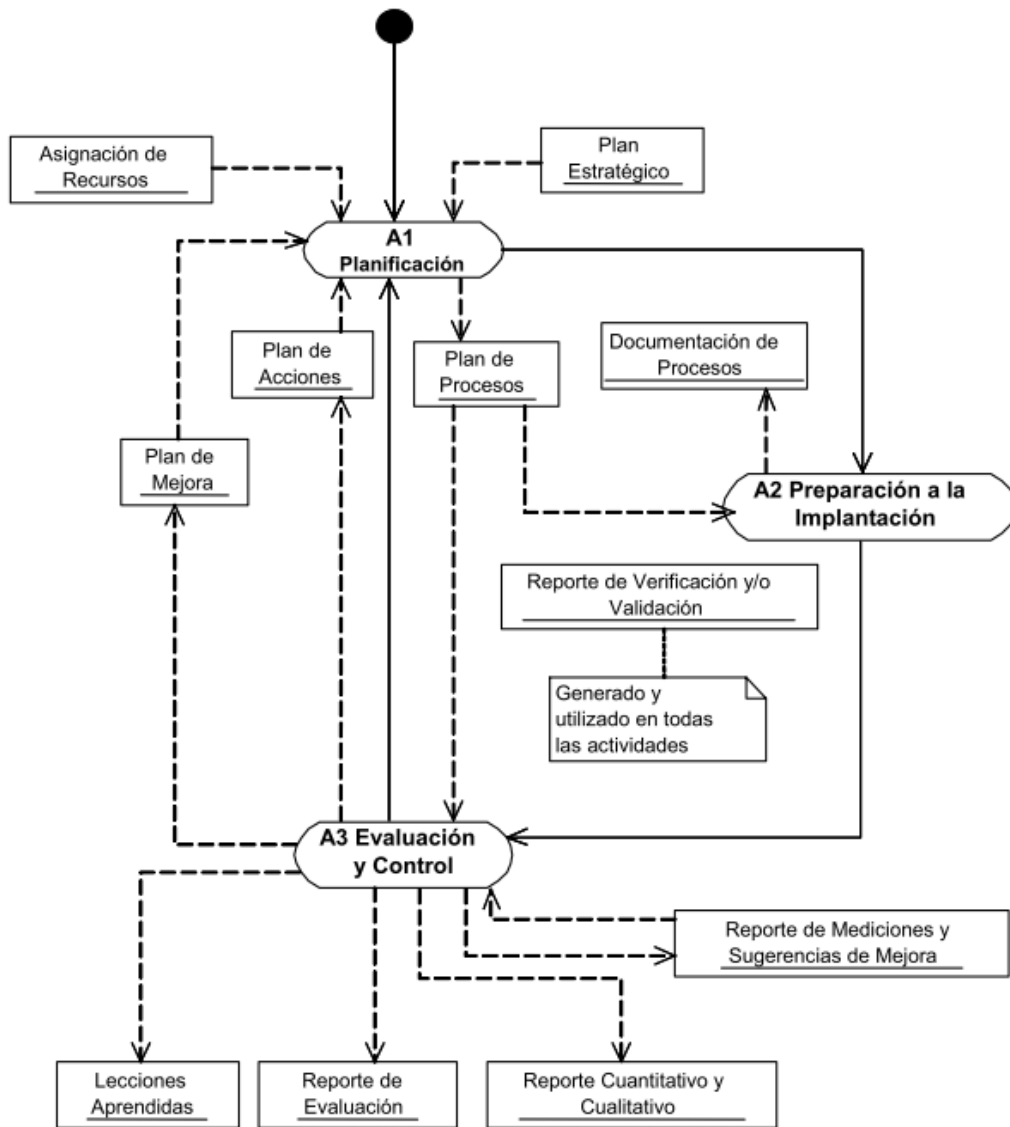 Asignación de
Recursos
Plan
Estratégico
A1
Planificación
Plan de
Acciones
Plan de
Procesos
Documentación de
Procesos
Plan de
Mejora
A2 Preparación a la
Implantación
Reporte de Verificación y/o
Validación
Generado y
utilizado en todas
las actividades
A3 Evaluación
y Control
Reporte de Mediciones y
Sugerencias de Mejora
Lecciones
Aprendidas
Reporte de
Evaluación
Reporte Cuantitativo y
Cualitativo